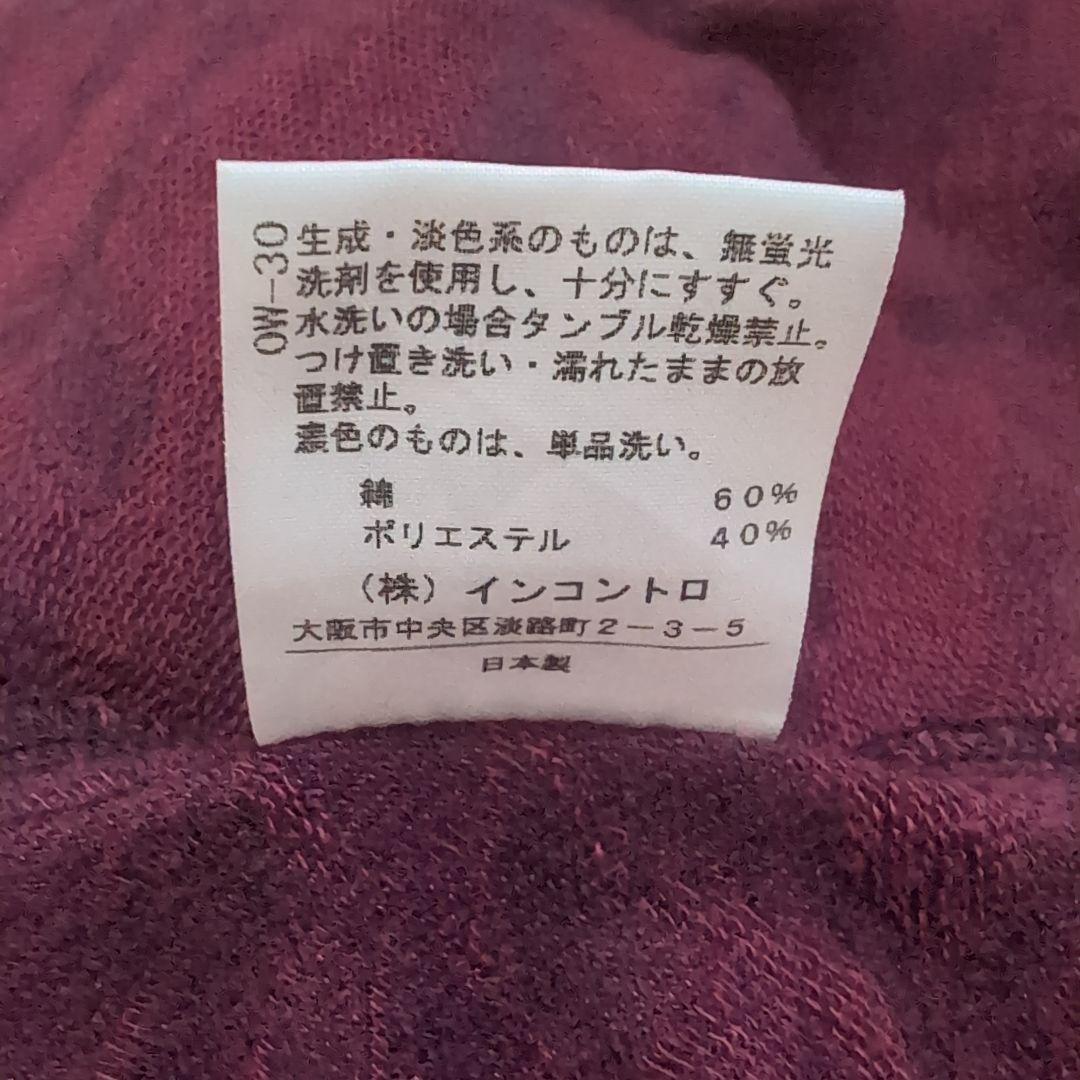 OW-30
生成・淡色系のものは、無蛍光
洗剤を使用し、十分にすすぐ。
水洗いの場合タンブル乾燥禁止。
つけ置き洗い・濡れたままの放
置禁止。
濃色のものは、単品洗い。
綿 60%
ポリエステル 40%
(株)インコントロ
大阪市中央区淡路町2-3-5
日本製